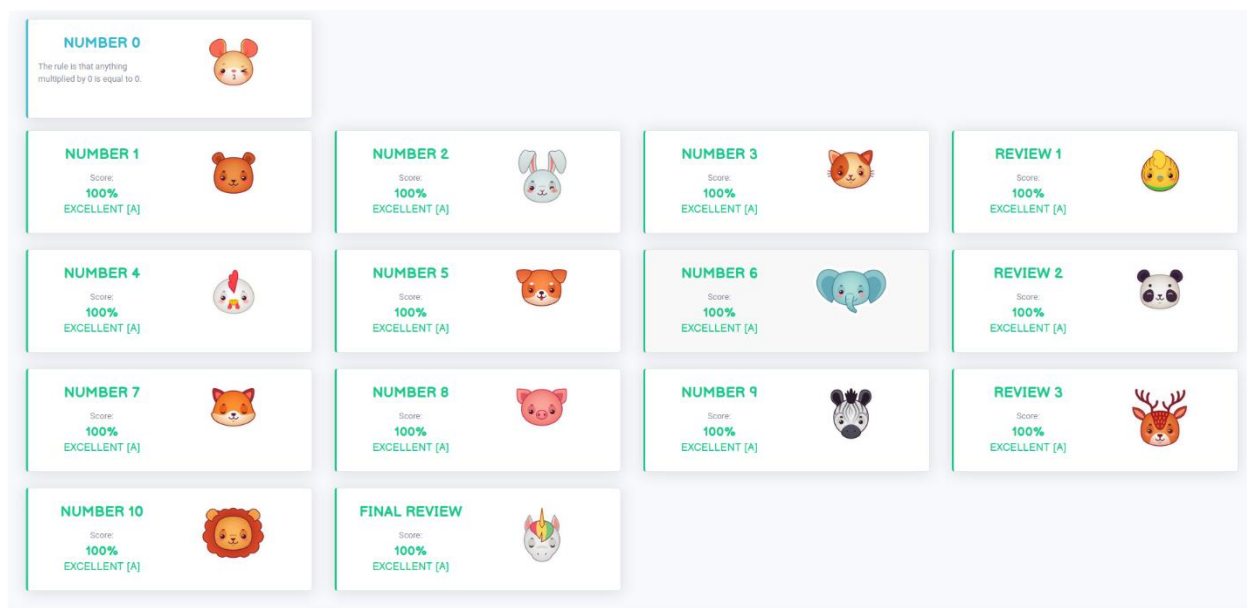 NUMBER 0
The rule is that anything
multiplied by 0 is equal to 0.
NUMBER 1
Score:
100%
EXCELLENT [A]
NUMBER 2
Score:
100%
EXCELLENT [A]
NUMBER 3
Score:
100%
EXCELLENT [A]
REVIEW 1
Score:
100%
EXCELLENT [A]
NUMBER 4
Score:
100%
EXCELLENT [A]
NUMBER 5
Score:
100%
EXCELLENT [A]
NUMBER 6
Score:
100%
EXCELLENT [A]
REVIEW 2
Score:
100%
EXCELLENT [A]
NUMBER 7
Score:
100%
EXCELLENT [A]
NUMBER 8
Score:
100%
EXCELLENT [A]
NUMBER 9
Score:
100%
EXCELLENT [A]
REVIEW 3
Score:
100%
EXCELLENT [A]
NUMBER 10
Score:
100%
EXCELLENT [A]
FINAL REVIEW
Score:
100%
EXCELLENT [A]